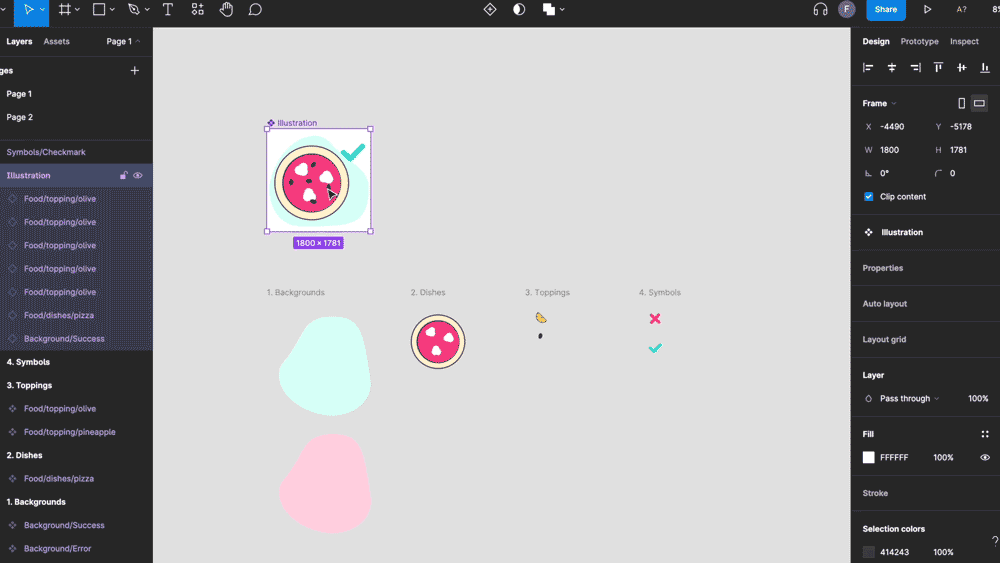 Share
F
A?
Layers
Assets
Page 1
Design
Prototype
Inspect
ges
Page 1
Page 2
Symbols/Checkmark
Illustration
Food/topping/olive
Food/topping/olive
Food/topping/olive
Food/topping/olive
Food/topping/olive
Food/dishes/pizza
Background/Success
4. Symbols
3. Toppings
Food/topping/olive
Food/topping/pineapple
2. Dishes
Food/dishes/pizza
1. Backgrounds
Background/Success
Background/Error
Illustration
1800 × 1781
1. Backgrounds
2. Dishes
3. Toppings
4. Symbols
Frame
X -4490 Y -5178
W 1800 H 1781
0° 0
Clip content
Illustration
Properties
Auto layout
Layout grid
Layer
Pass through 100%
Fill
FFFFFF 100%
Stroke
Selection colors
414243 100%